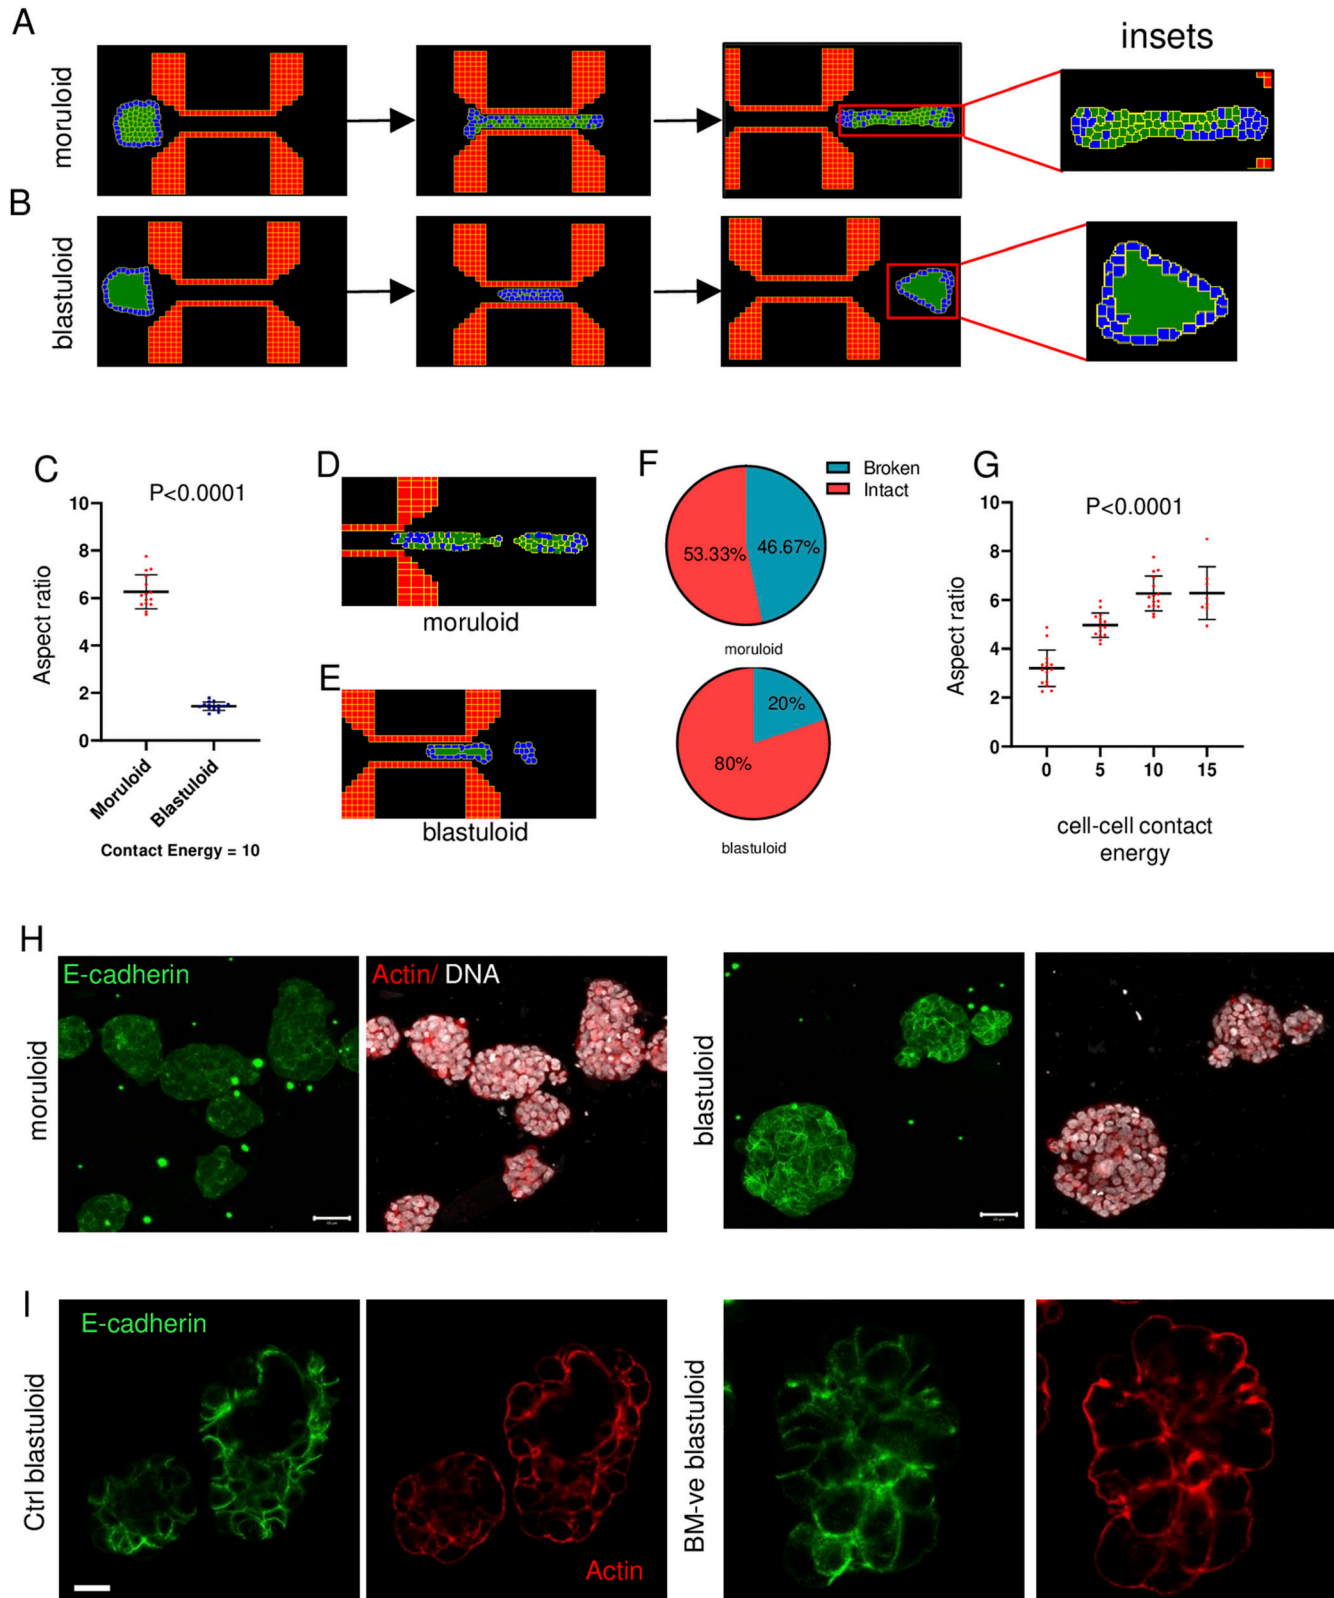 A
insets
moruloid
B
blastuloid
C
P<0.0001
10
8
6
4
2
0
Aspect ratio
Moruloid
Blastuloid
Contact Energy = 10
D
moruloid
E
blastuloid
F
Broken
Intact
53.33%
46.67%
moruloid
20%
80%
blastuloid
G
P<0.0001
10
8
6
4
2
0
Aspect ratio
0 5 10 15
cell-cell contact
energy
H
moruloid
E-cadherin
Actin/ DNA
blastuloid
I
Ctrl blastuloid
E-cadherin
Actin
BM-ve blastuloid